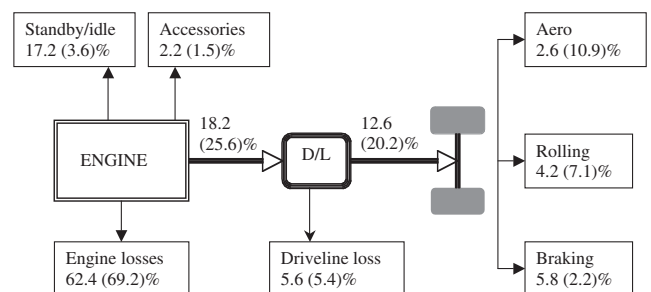 Standby/idle
17.2 (3.6)%
Accessories
2.2 (1.5)%
Aero
2.6 (10.9)%
18.2
(25.6)%
12.6
(20.2)%
ENGINE
D/L
Rolling
4.2 (7.1)%
Engine losses
62.4 (69.2)%
Driveline loss
5.6 (5.4)%
Braking
5.8 (2.2)%